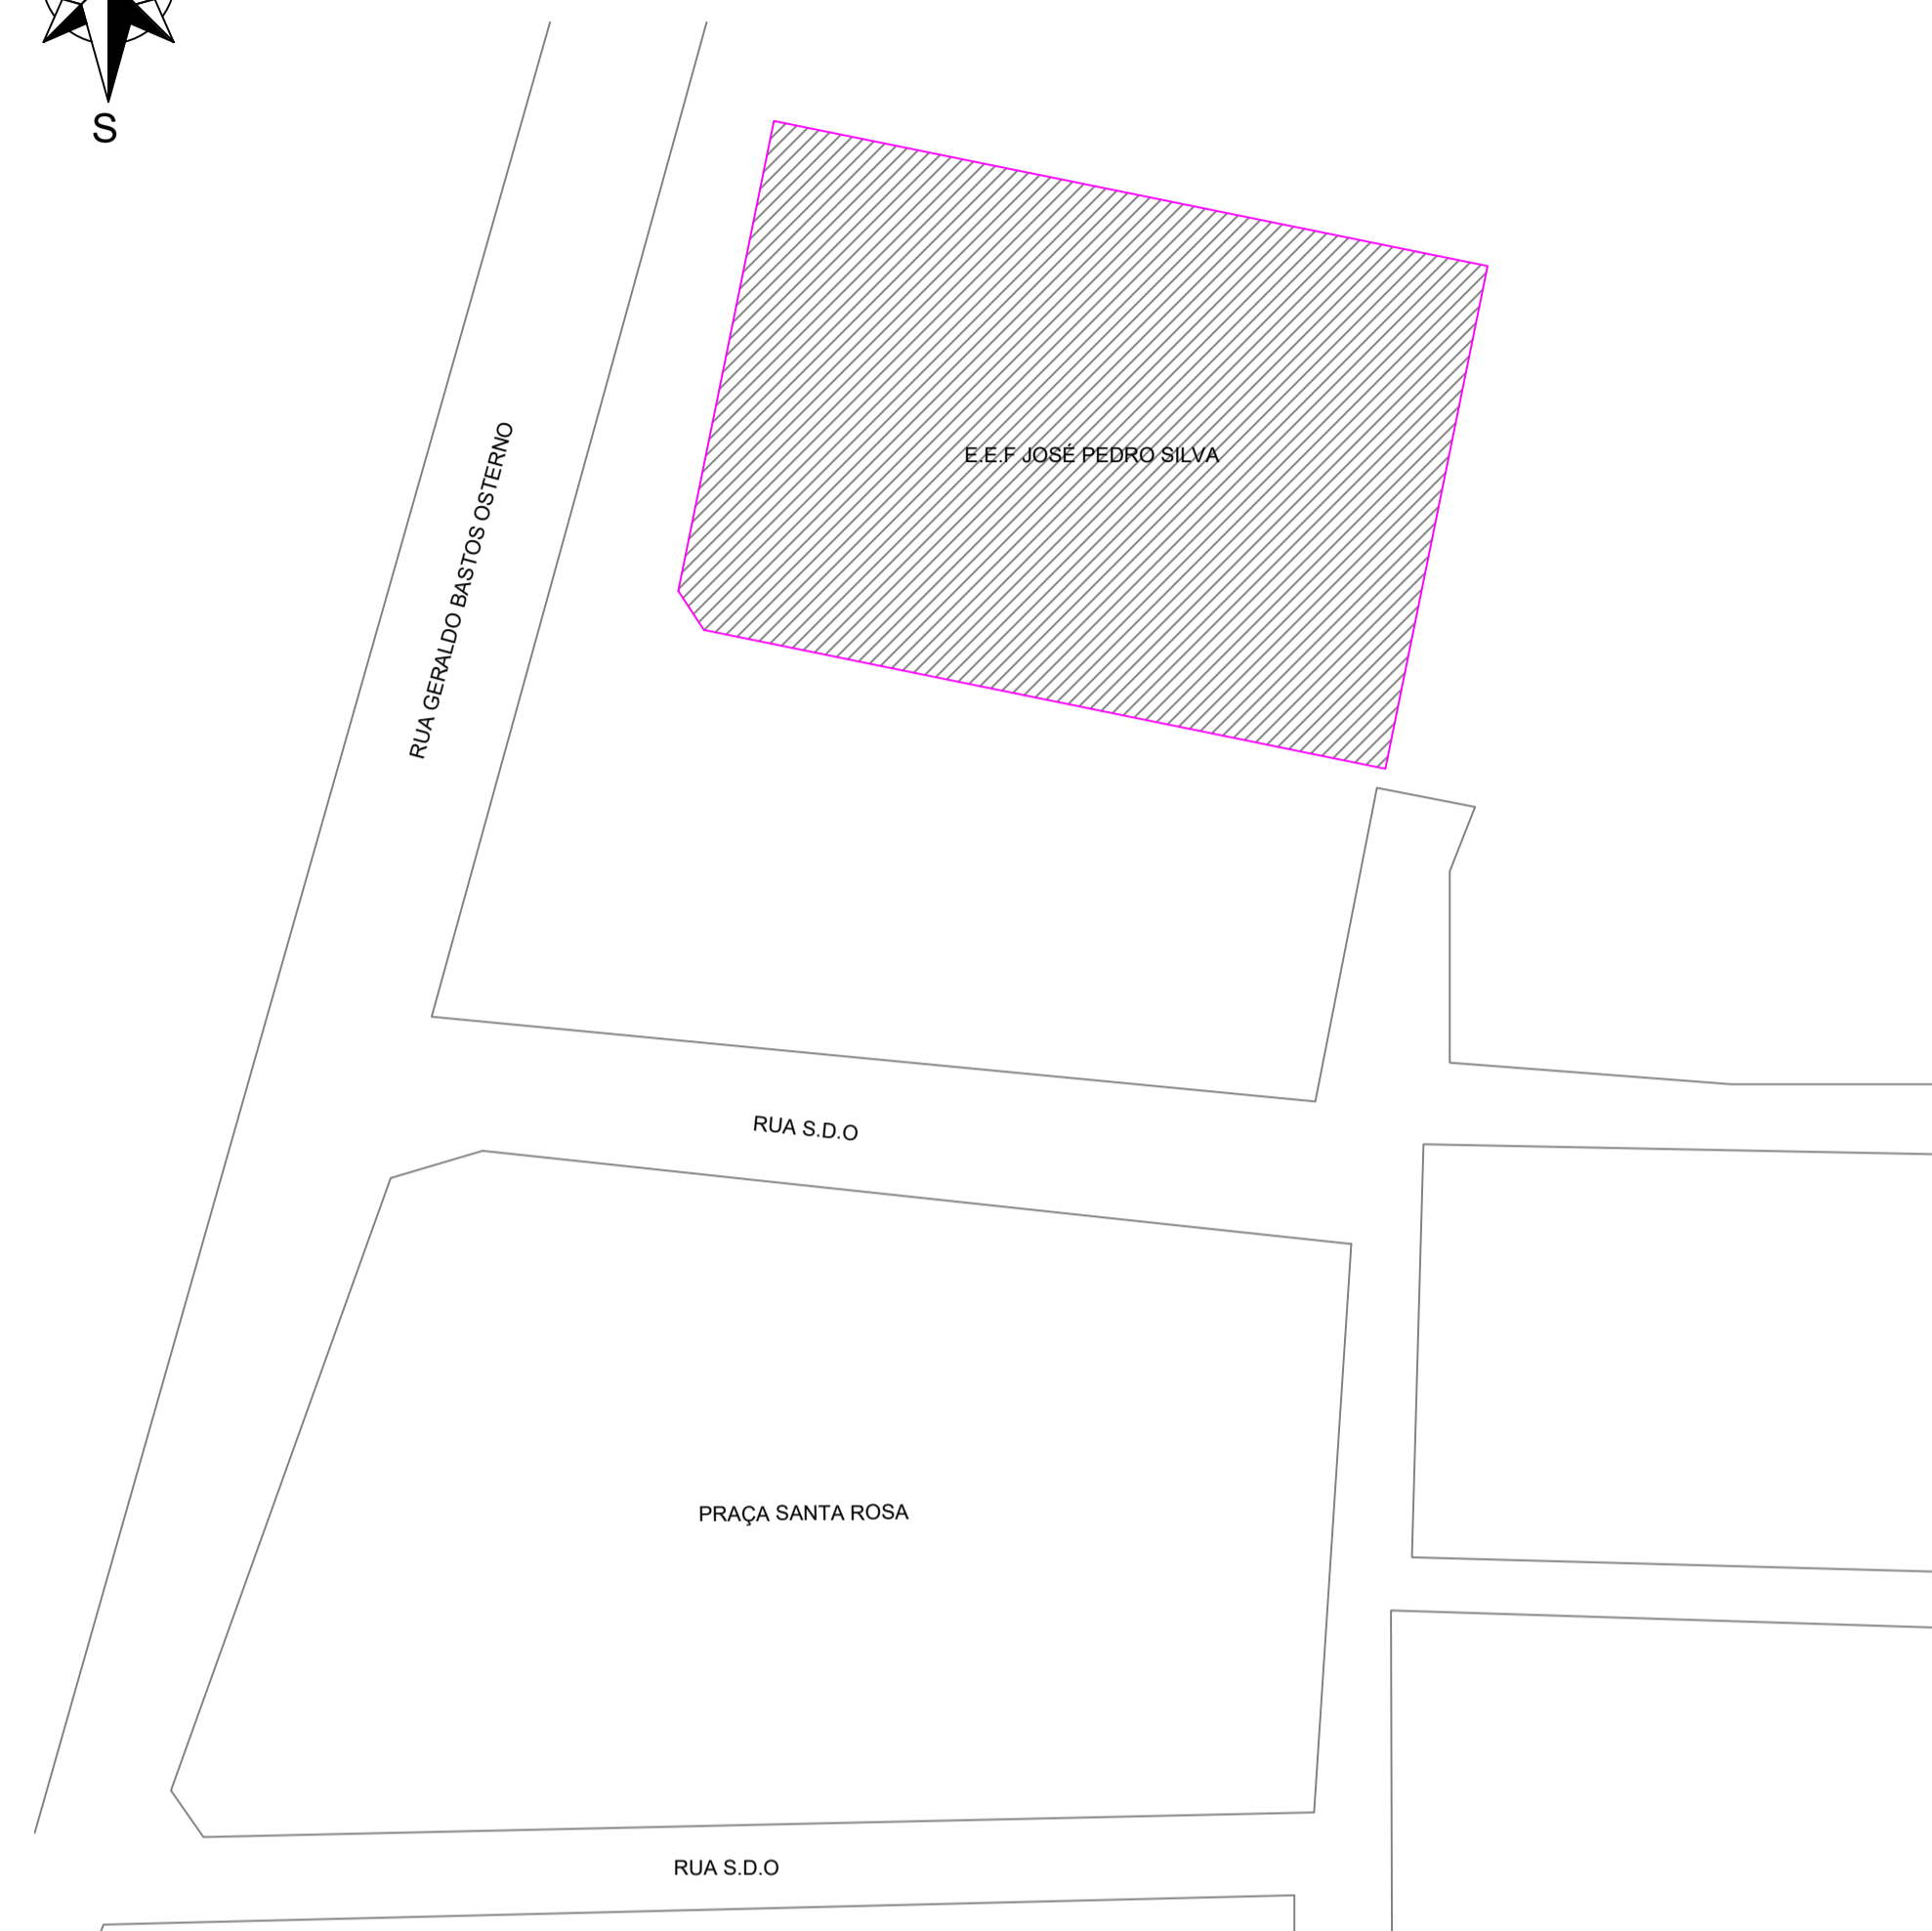 S
E.E.F JOSÉ PEDRO SILVA
RUA GERALDO BASTOS OSTERNO
RUA S.D.O
PRAÇA SANTA ROSA
RUA S.D.O